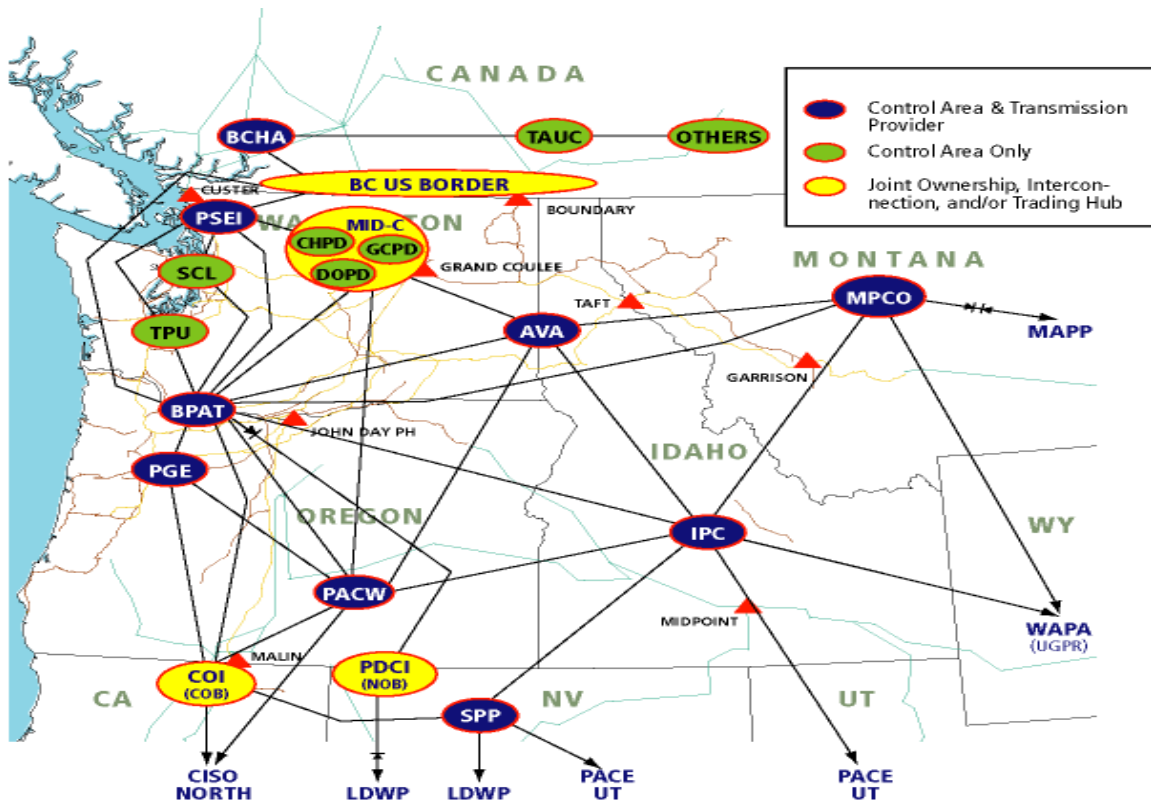 CANADA
Control Area & Transmission
Provider
Control Area Only
Joint Ownership, Intercon-
nection, and/or Trading Hub
BCHA
TAUC
OTHERS
BC US BORDER
CUSTER
BOUNDARY
PSEI
WA
TON
MID-C
CHPD
GCPD
DOPD
GRAND COULEE
SCL
MONTANA
MPCO
TAFT
MAPP
TPU
AVA
GARRISON
BPAT
JOHN DAY PH
PGE
IDAHO
OREGON
IPC
WY
PACW
MIDPOINT
WAPA
(UGPR)
MALIN
COI
(COB)
PDCI
(NOB)
CA
NV
UT
SPP
CISO
NORTH
LDWP
LDWP
PACE
UT
PACE
UT